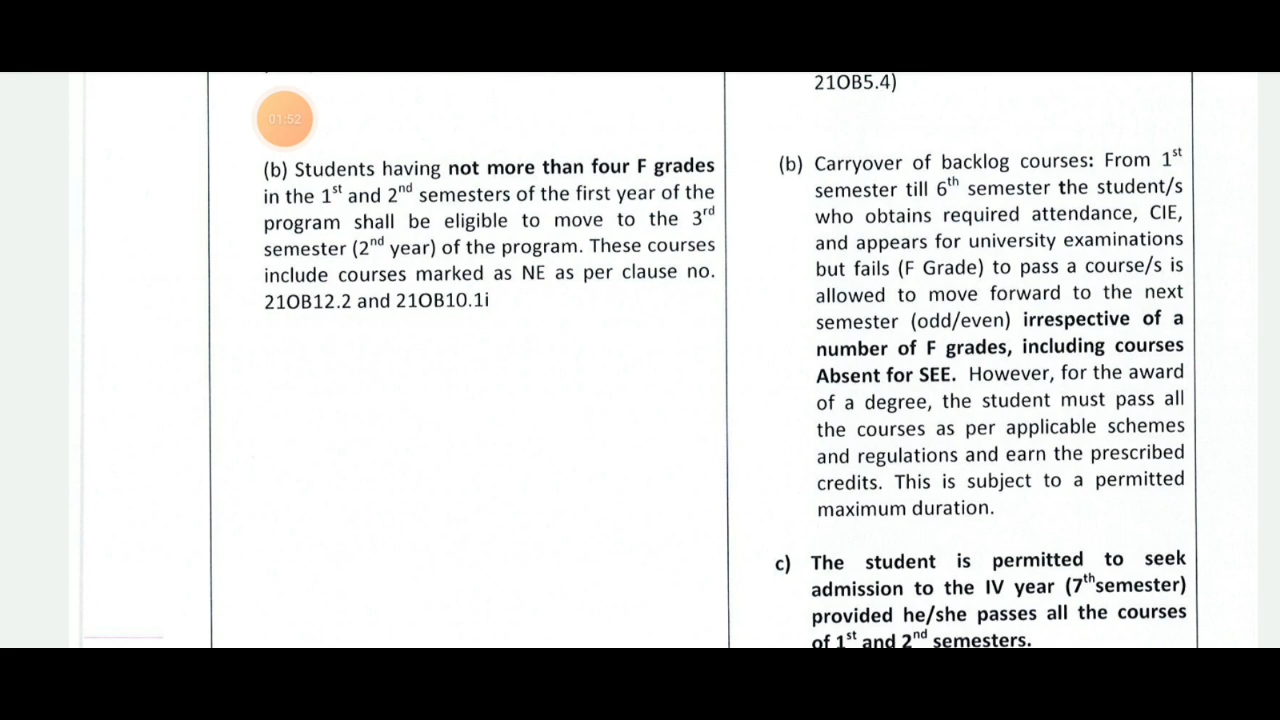 21OB5.4)
01:52
(b) Students having not more than four F grades
in the 1st and 2nd semesters of the first year of the
program shall be eligible to move to the 3rd
semester (2nd year) of the program. These courses
include courses marked as NE as per clause no.
21OB12.2 and 21OB10.1i
(b) Carryover of backlog courses: From 1st
semester till 6th semester the student/s
who obtains required attendance, CIE,
and appears for university examinations
but fails (F Grade) to pass a course/s is
allowed to move forward to the next
semester (odd/even) irrespective of a
number of F grades, including courses
Absent for SEE. However, for the award
of a degree, the student must pass all
the courses as per applicable schemes
and regulations and earn the prescribed
credits. This is subject to a permitted
maximum duration.
c) The student is permitted to seek
admission to the IV year (7thsemester)
provided he/she passes all the courses
of 1st and 2nd semesters.